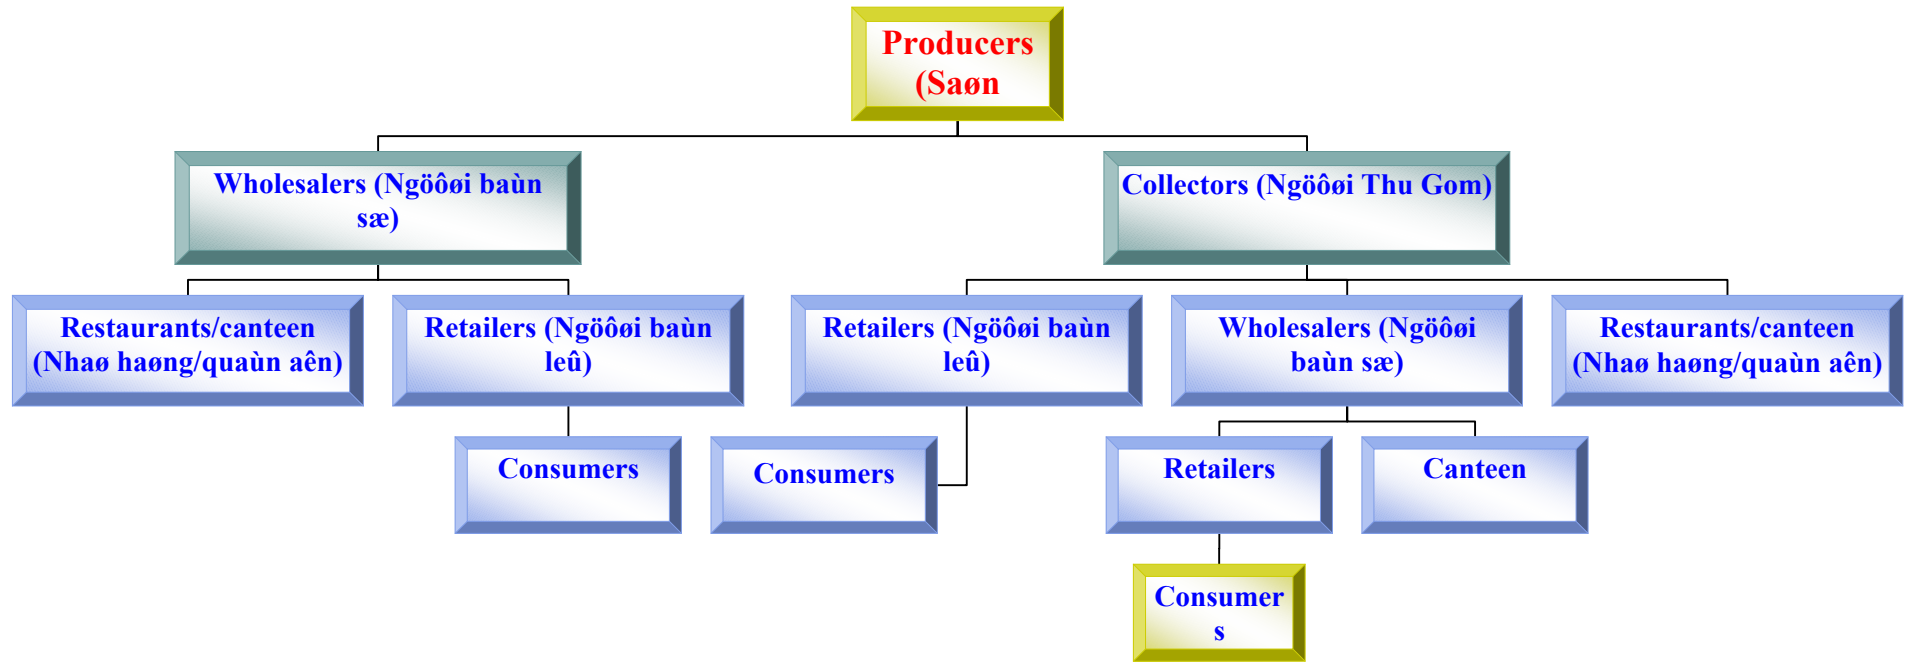 Producers
(Saøn
Wholesalers (Ngöôøi baùn
sæ)
Collectors (Ngöôøi Thu Gom)
Restaurants/canteen
(Nhaø haøng/quaùn aên)
Retailers (Ngöôøi baùn
leû)
Retailers (Ngöôøi baùn
leû)
Wholesalers (Ngöôøi
baùn sæ)
Restaurants/canteen
(Nhaø haøng/quaùn aên)
Consumers
Consumers
Retailers
Canteen
Consumer
s